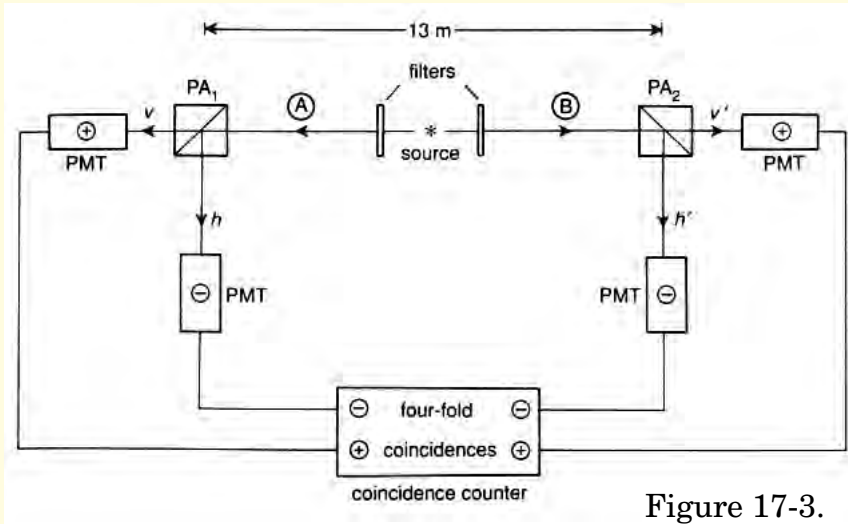 13 m
filters
PA1
A
B
PA2
v
v'
+
PMT
*
source
+
PMT
h
h'
−
PMT
PMT
−
− four-fold −
+ coincidences +
coincidence counter
Figure 17-3.